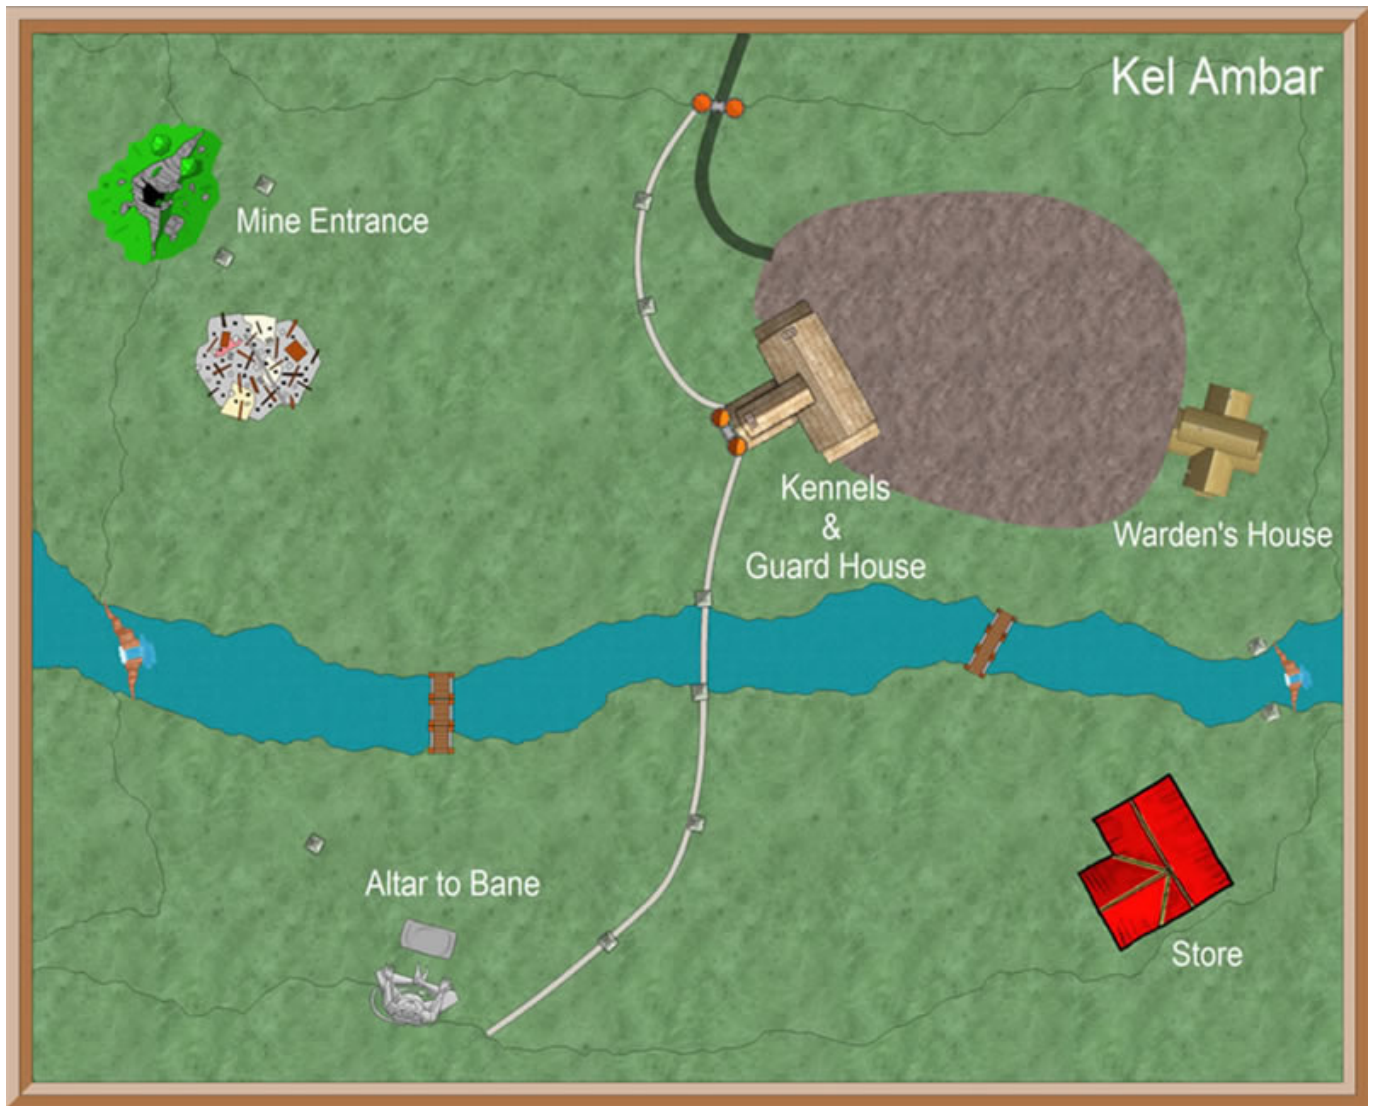 Kel Ambar
Mine Entrance
Kennels
&
Guard House
Warden's House
Altar to Bane
Store